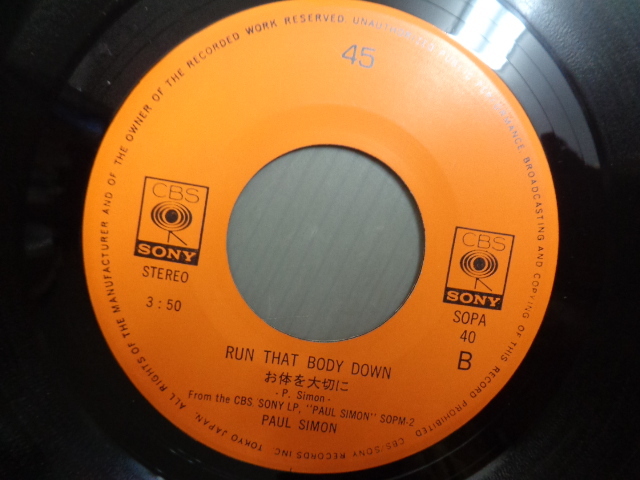 45
CBS
SONY
STEREO
3:50
CBS
SONY
SOPA
40
B
RUN THAT BODY DOWN
お体を大切に
- P. Simon -
From the CBS. SONY LP, "PAUL SIMON" SOPM-2
PAUL SIMON
ALL RIGHTS OF THE MANUFACTURER AND OF THE OWNER OF THE RECORDED WORK RESERVED BROADCASTING AND COPYING OF THIS RECORD PROHIBITED CBS/SONY RECORDS INC. TOKYO JAPAN.